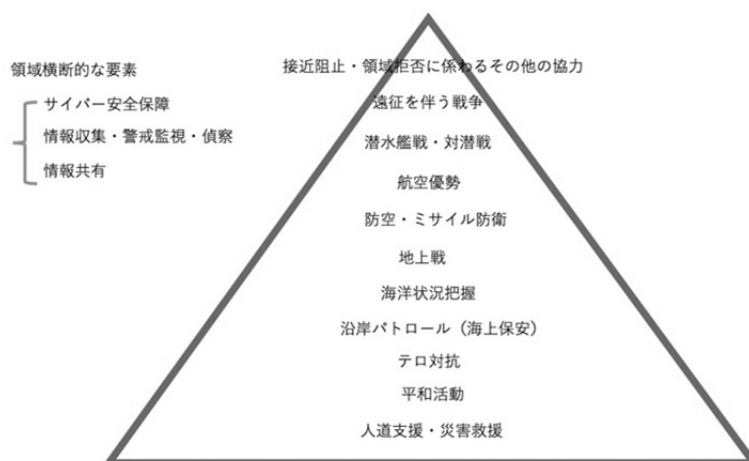 領域横断的な要素
サイバー安全保障
情報収集・警戒監視・偵察
情報共有
接近阻止・領域拒否に係わるその他の協力
遠征を伴う戦争
潜水艦戦・対潜戦
航空優勢
防空・ミサイル防衛
地上戦
海洋状況把握
沿岸パトロール（海上保安）
テロ対抗
平和活動
人道支援・災害救援